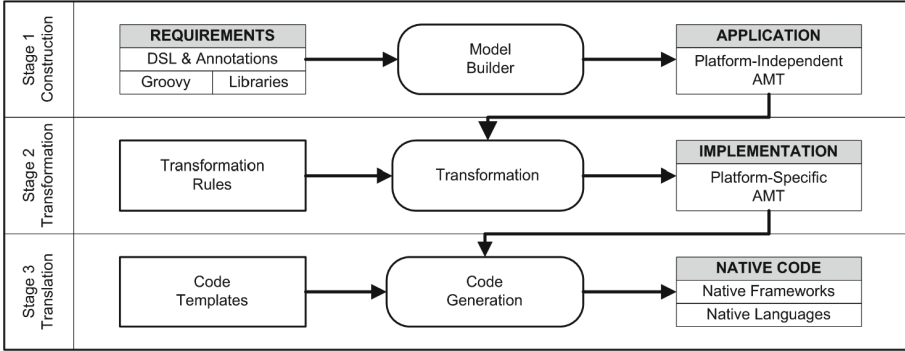 Stage 1
Construction
REQUIREMENTS
DSL & Annotations
Groovy
Libraries
Model
Builder
APPLICATION
Platform-Independent
AMT
Stage 2
Transformation
Transformation
Rules
Transformation
IMPLEMENTATION
Platform-Specific
AMT
Stage 3
Translation
Code
Templates
Code
Generation
NATIVE CODE
Native Frameworks
Native Languages